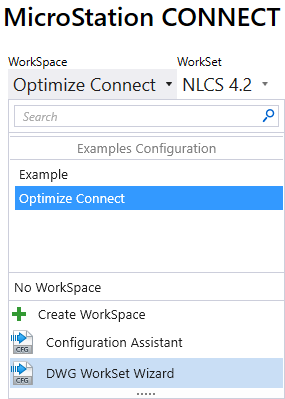 MicroStation CONNECT
WorkSpace WorkSet
Optimize Connect NLCS 4.2
Search
Examples Configuration
Example
Optimize Connect
No WorkSpace
Create WorkSpace
CFG Configuration Assistant
CFG DWG WorkSet Wizard